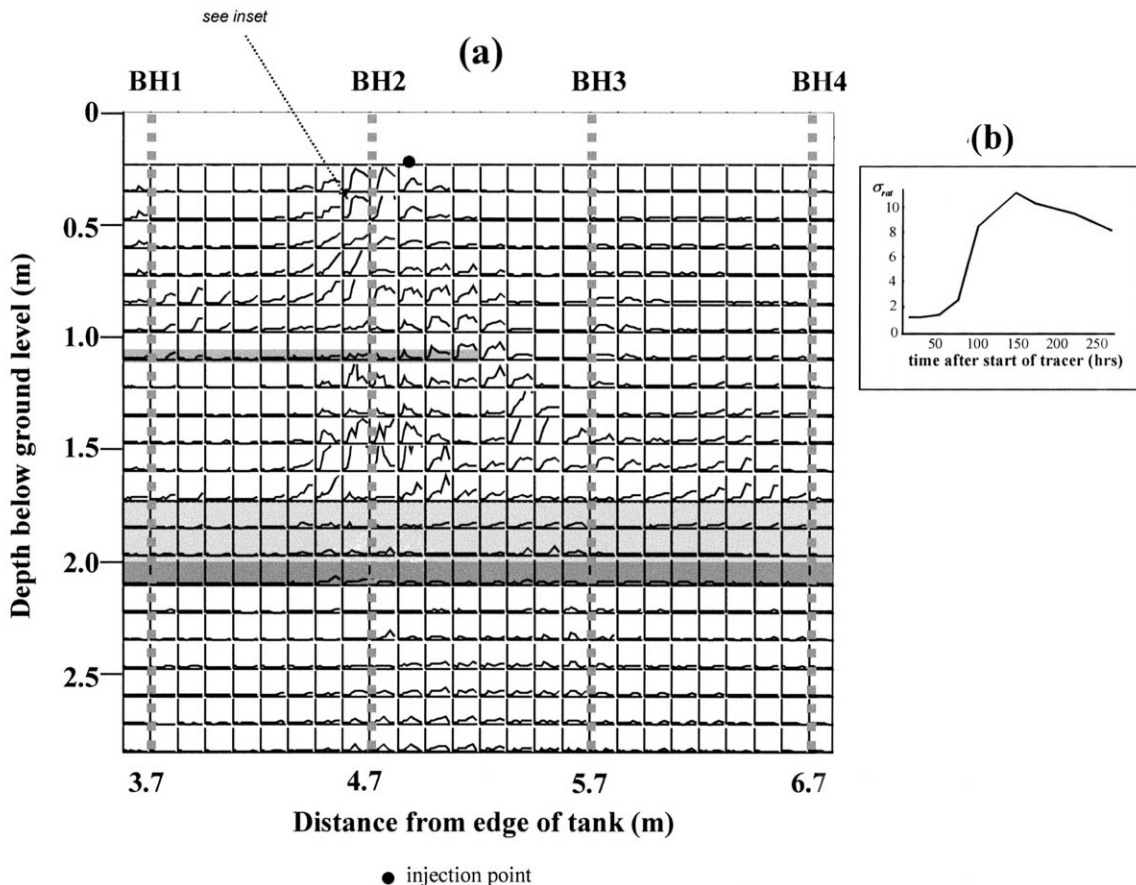 see inset
(a)
BH1 BH2 BH3 BH4
0
0.5
1.0
1.5
2.0
2.5
Depth below ground level (m)
3.7 4.7 5.7 6.7
Distance from edge of tank (m)
● injection point
(b)
σrat
10
8
6
4
2
0
50 100 150 200 250
time after start of tracer (hrs)